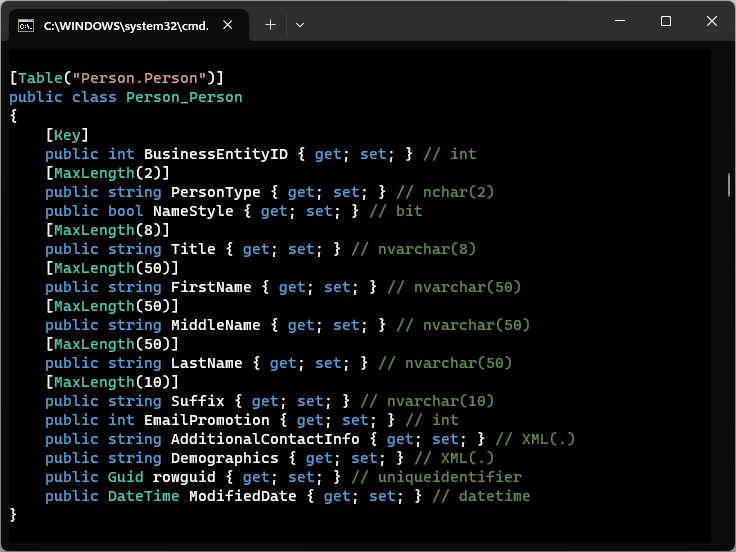 C:\WINDOWS\system32\cmd.
[Table("Person.Person")]
public class Person_Person
{
    [Key]
    public int BusinessEntityID { get; set; } // int
    [MaxLength(2)]
    public string PersonType { get; set; } // nchar(2)
    public bool NameStyle { get; set; } // bit
    [MaxLength(8)]
    public string Title { get; set; } // nvarchar(8)
    [MaxLength(50)]
    public string FirstName { get; set; } // nvarchar(50)
    [MaxLength(50)]
    public string MiddleName { get; set; } // nvarchar(50)
    [MaxLength(50)]
    public string LastName { get; set; } // nvarchar(50)
    [MaxLength(10)]
    public string Suffix { get; set; } // nvarchar(10)
    public int EmailPromotion { get; set; } // int
    public string AdditionalContactInfo { get; set; } // XML(.)
    public string Demographics { get; set; } // XML(.)
    public Guid rowguid { get; set; } // uniqueidentifier
    public DateTime ModifiedDate { get; set; } // datetime
}